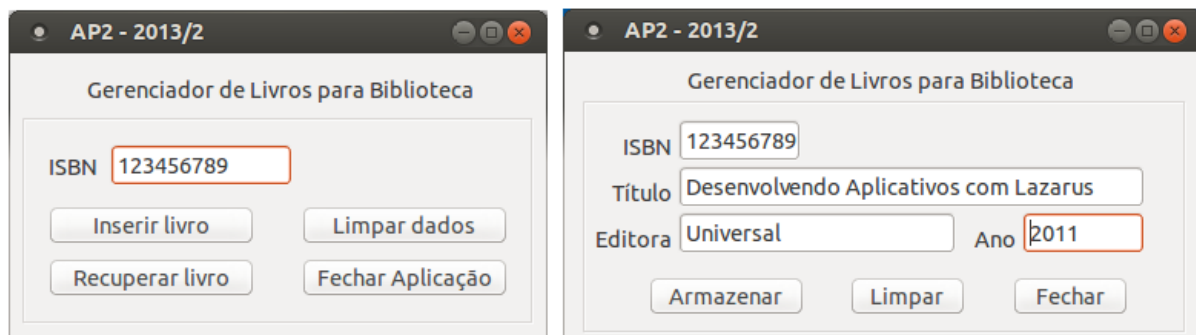 AP2 - 2013/2
Gerenciador de Livros para Biblioteca
ISBN 123456789
Inserir livro Limpar dados
Recuperar livro Fechar Aplicação
AP2 - 2013/2
Gerenciador de Livros para Biblioteca
ISBN 123456789
Título Desenvolvendo Aplicativos com Lazarus
Editora Universal Ano 2011
Armazenar Limpar Fechar